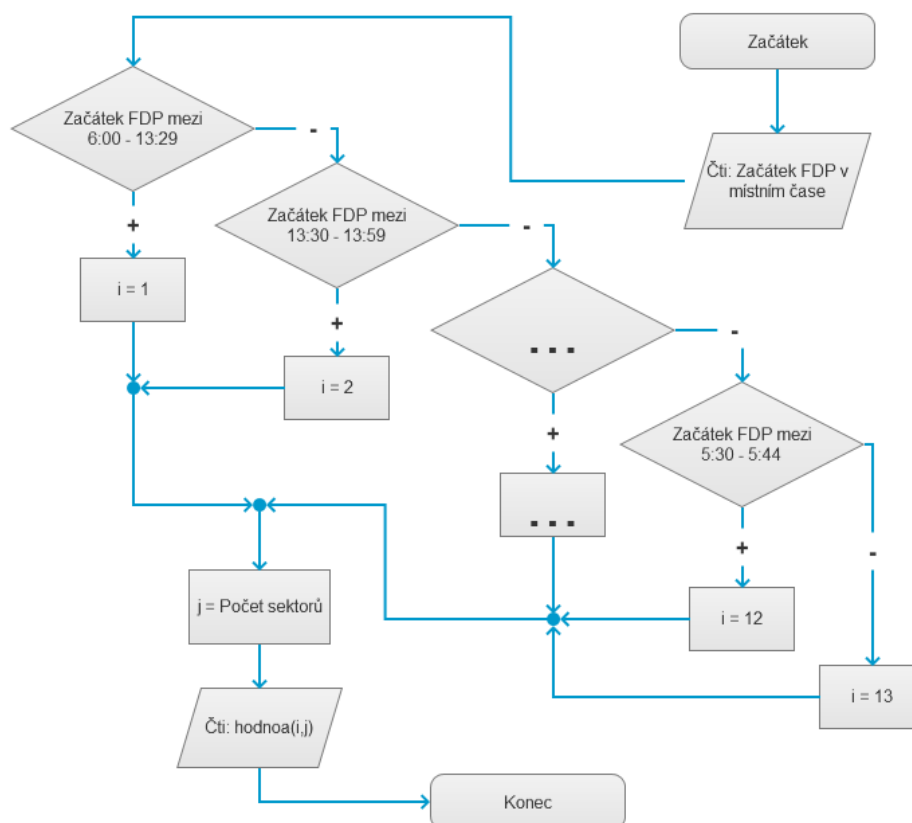 Začátek
Čti: Začátek FDP v
místním čase
Začátek FDP mezi
6:00 - 13:29
-
+
i = 1
Začátek FDP mezi
13:30 - 13:59
-
+
i = 2
...
-
+
...
Začátek FDP mezi
5:30 - 5:44
+
-
i = 12
i = 13
j = Počet sektorů
Čti: hodnoa(i,j)
Konec